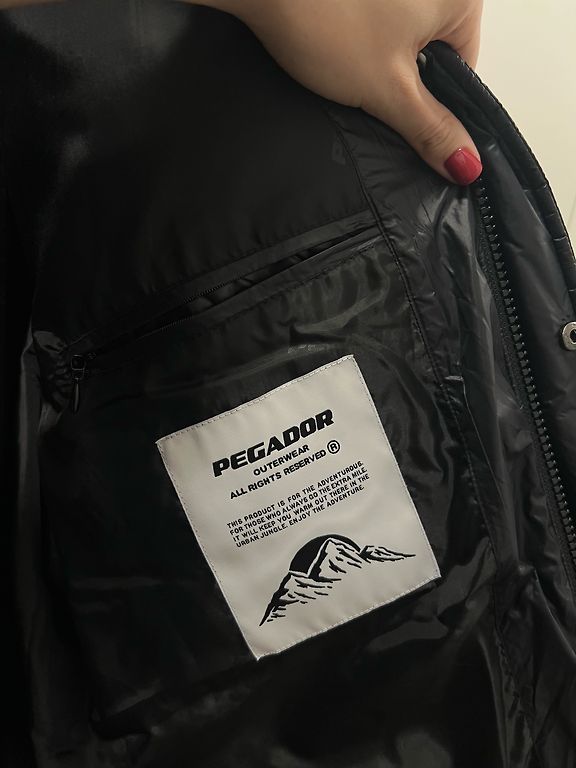 PEGADOR
OUTERWEAR
ALL RIGHTS RESERVED ®
THIS PRODUCT IS FOR THE ADVENTUROUS.
FOR THOSE WHO ALWAYS GO THE EXTRA MILE.
IT WILL KEEP YOU WARM OUT THERE IN THE
URBAN JUNGLE. ENJOY THE ADVENTURE.